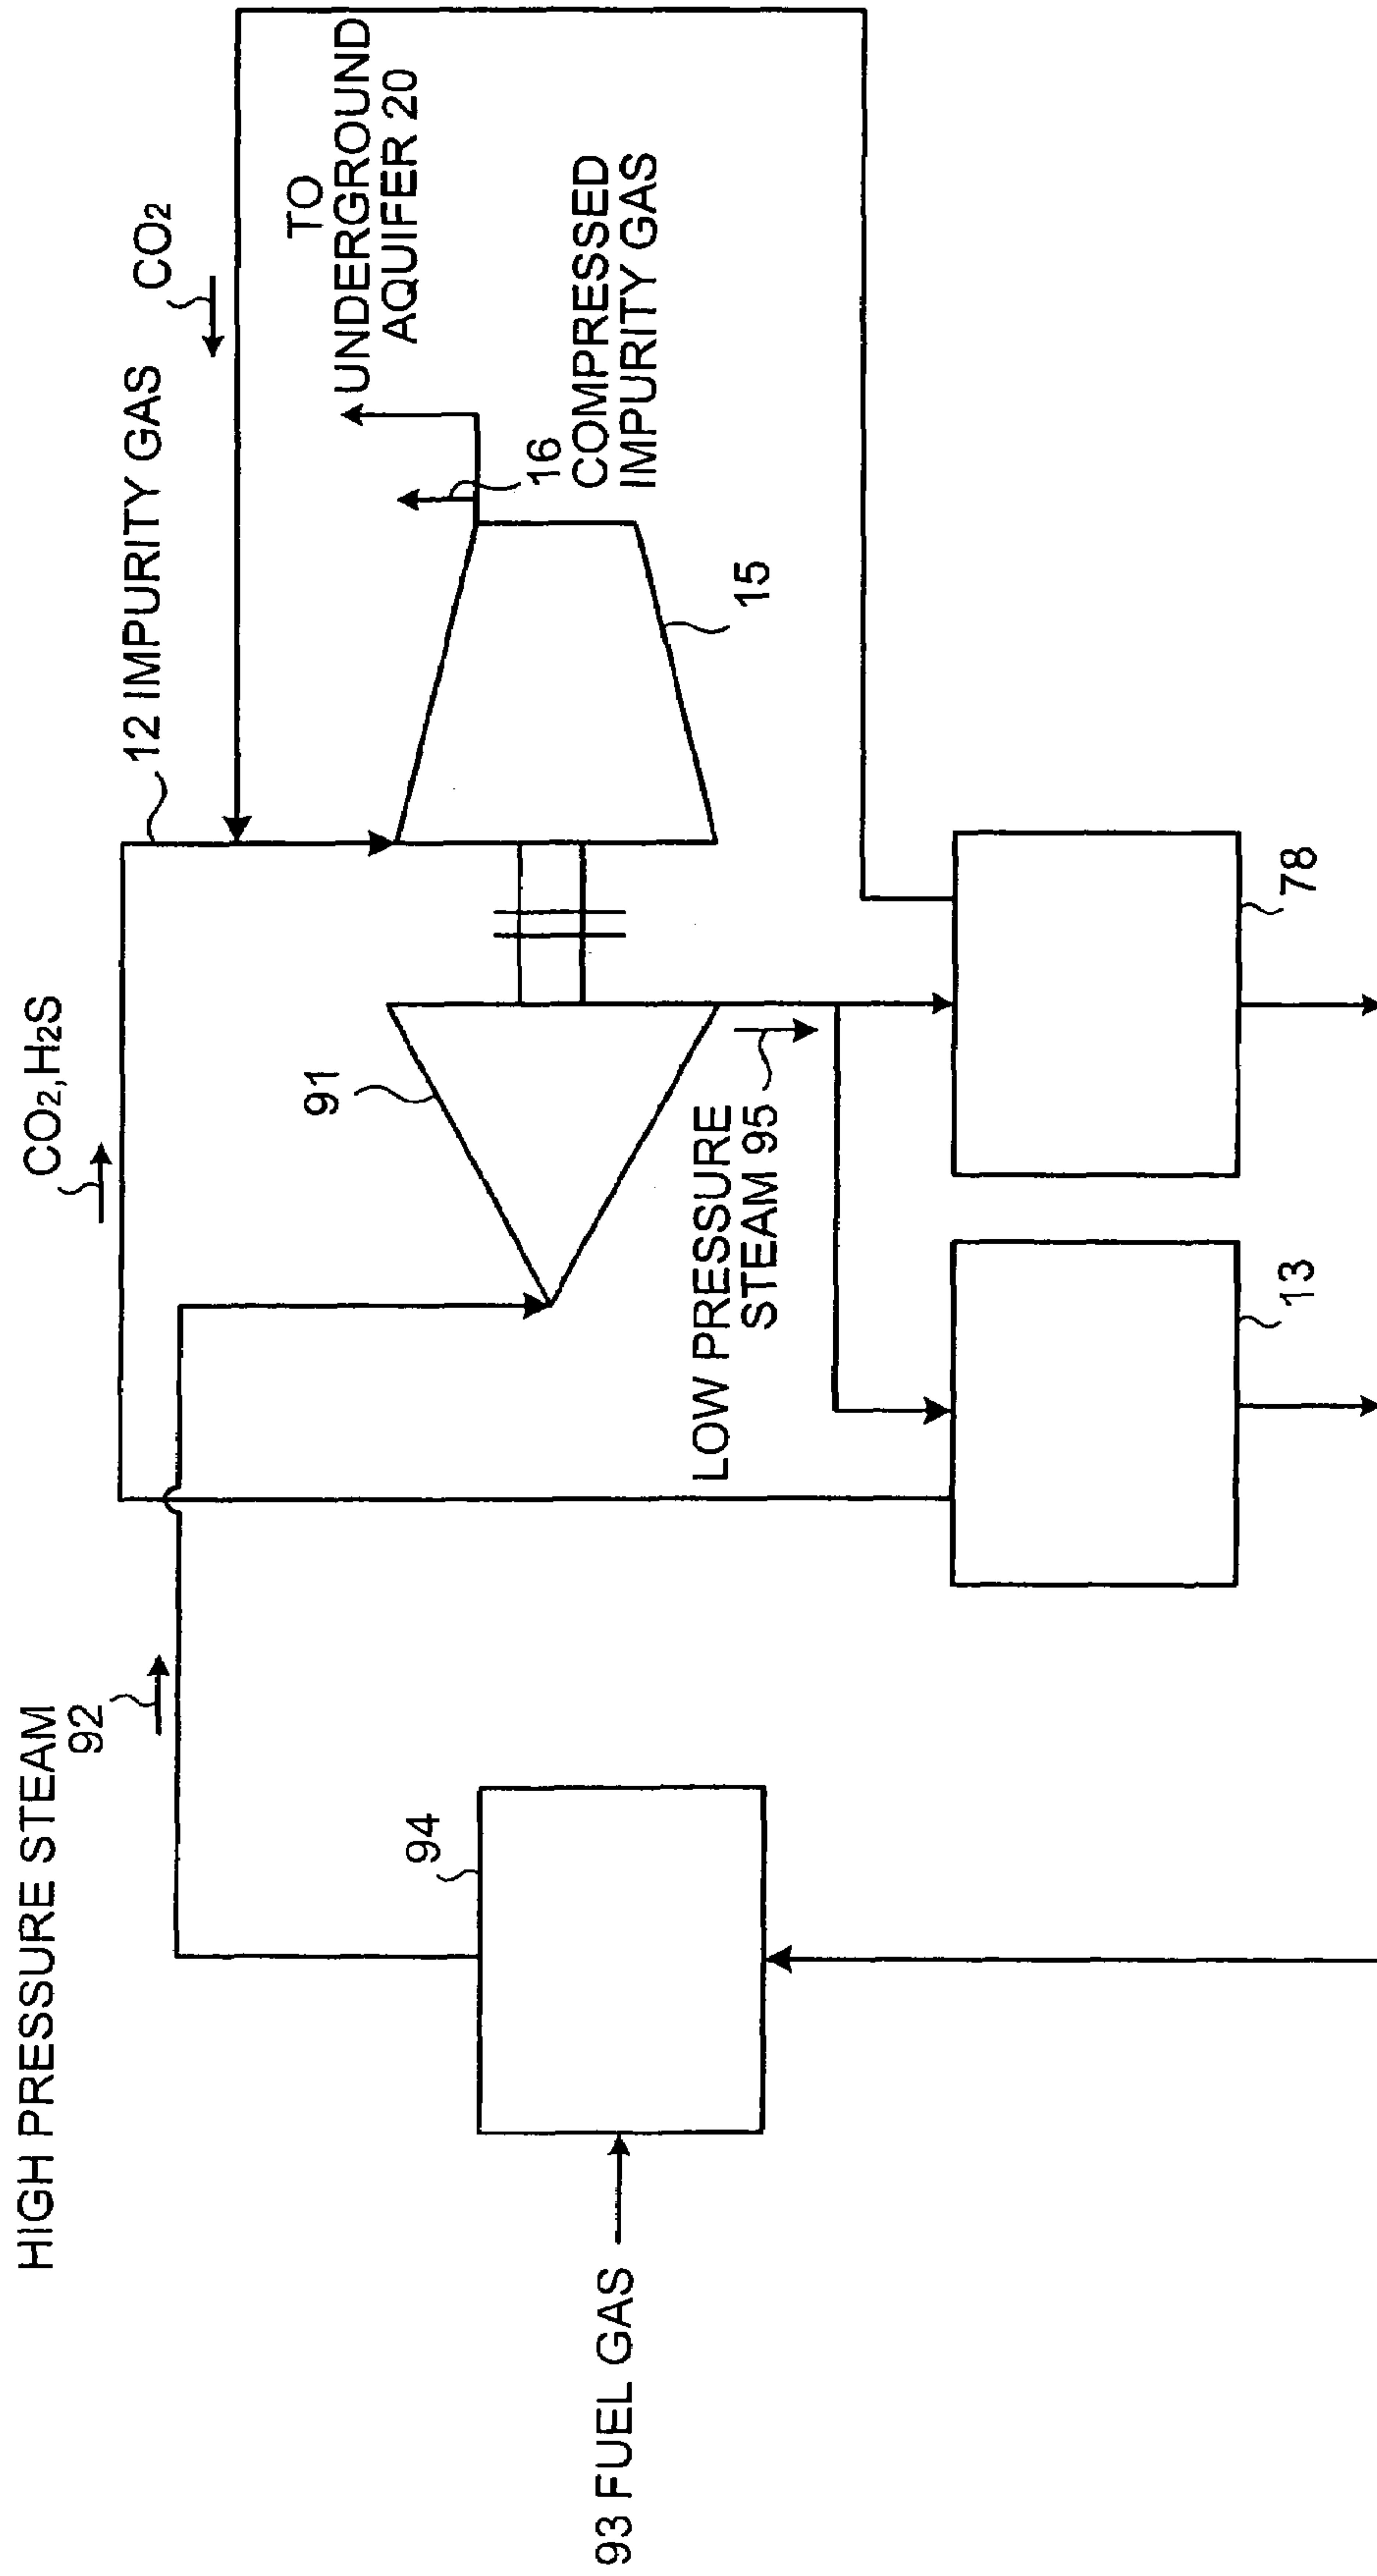 HIGH PRESSURE STEAM
92
CO₂,H₂S
12 IMPURITY GAS
CO₂
TO
UNDERGROUND
AQUIFER 20
91
94
16
COMPRESSED
IMPURITY GAS
93 FUEL GAS
LOW PRESSURE
STEAM 95
15
13
78